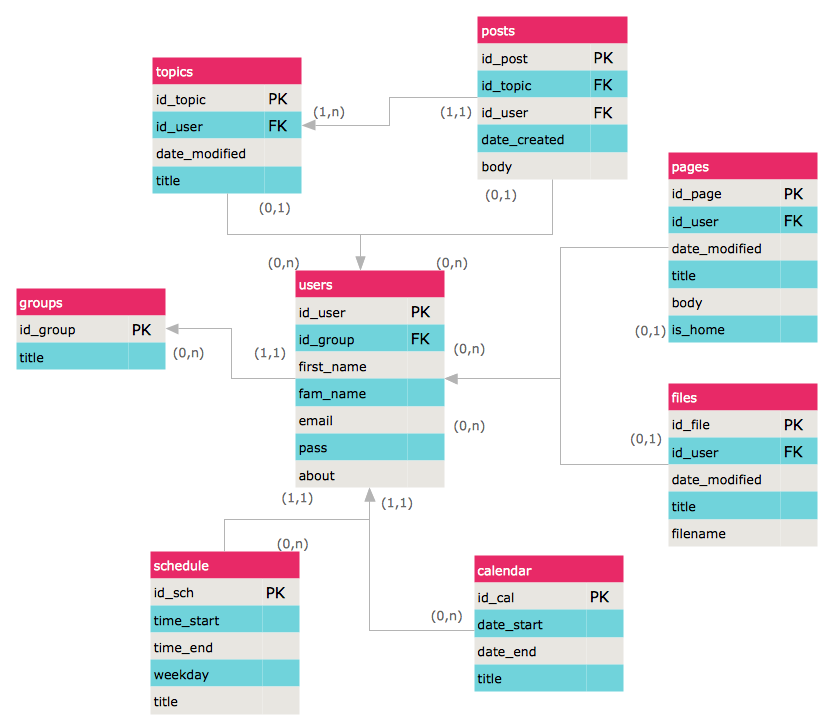 posts
id_post PK
id_topic FK
id_user FK
date_created
body
topics
id_topic PK
id_user FK
date_modified
title
(1,n)
(1,1)
(0,1)
(0,1)
pages
id_page PK
id_user FK
date_modified
title
body
is_home
(0,n)
(0,n)
users
id_user PK
id_group FK
first_name
fam_name
email
pass
about
groups
id_group PK
title
(0,n)
(1,1)
(0,n)
(0,1)
(0,n)
(0,1)
files
id_file PK
id_user FK
date_modified
title
filename
(1,1)
(1,1)
(0,n)
schedule
id_sch PK
time_start
time_end
weekday
title
(0,n)
calendar
id_cal PK
date_start
date_end
title